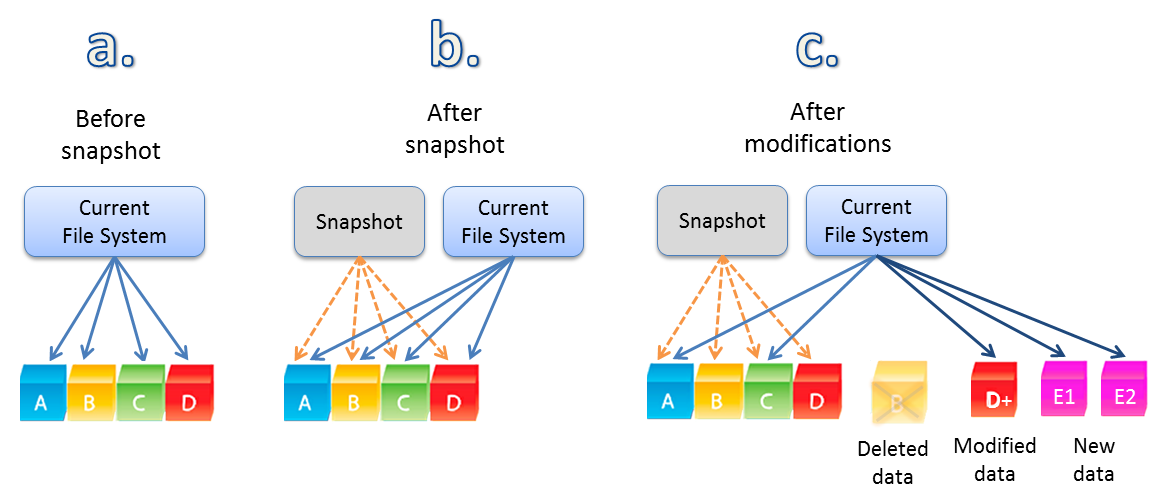 a.
Before
snapshot
Current
File System
A B C D
b.
After
snapshot
Snapshot
Current
File System
A B C D
c.
After
modifications
Snapshot
Current
File System
A B C D B D+ E1 E2
Deleted
data
Modified
data
New
data